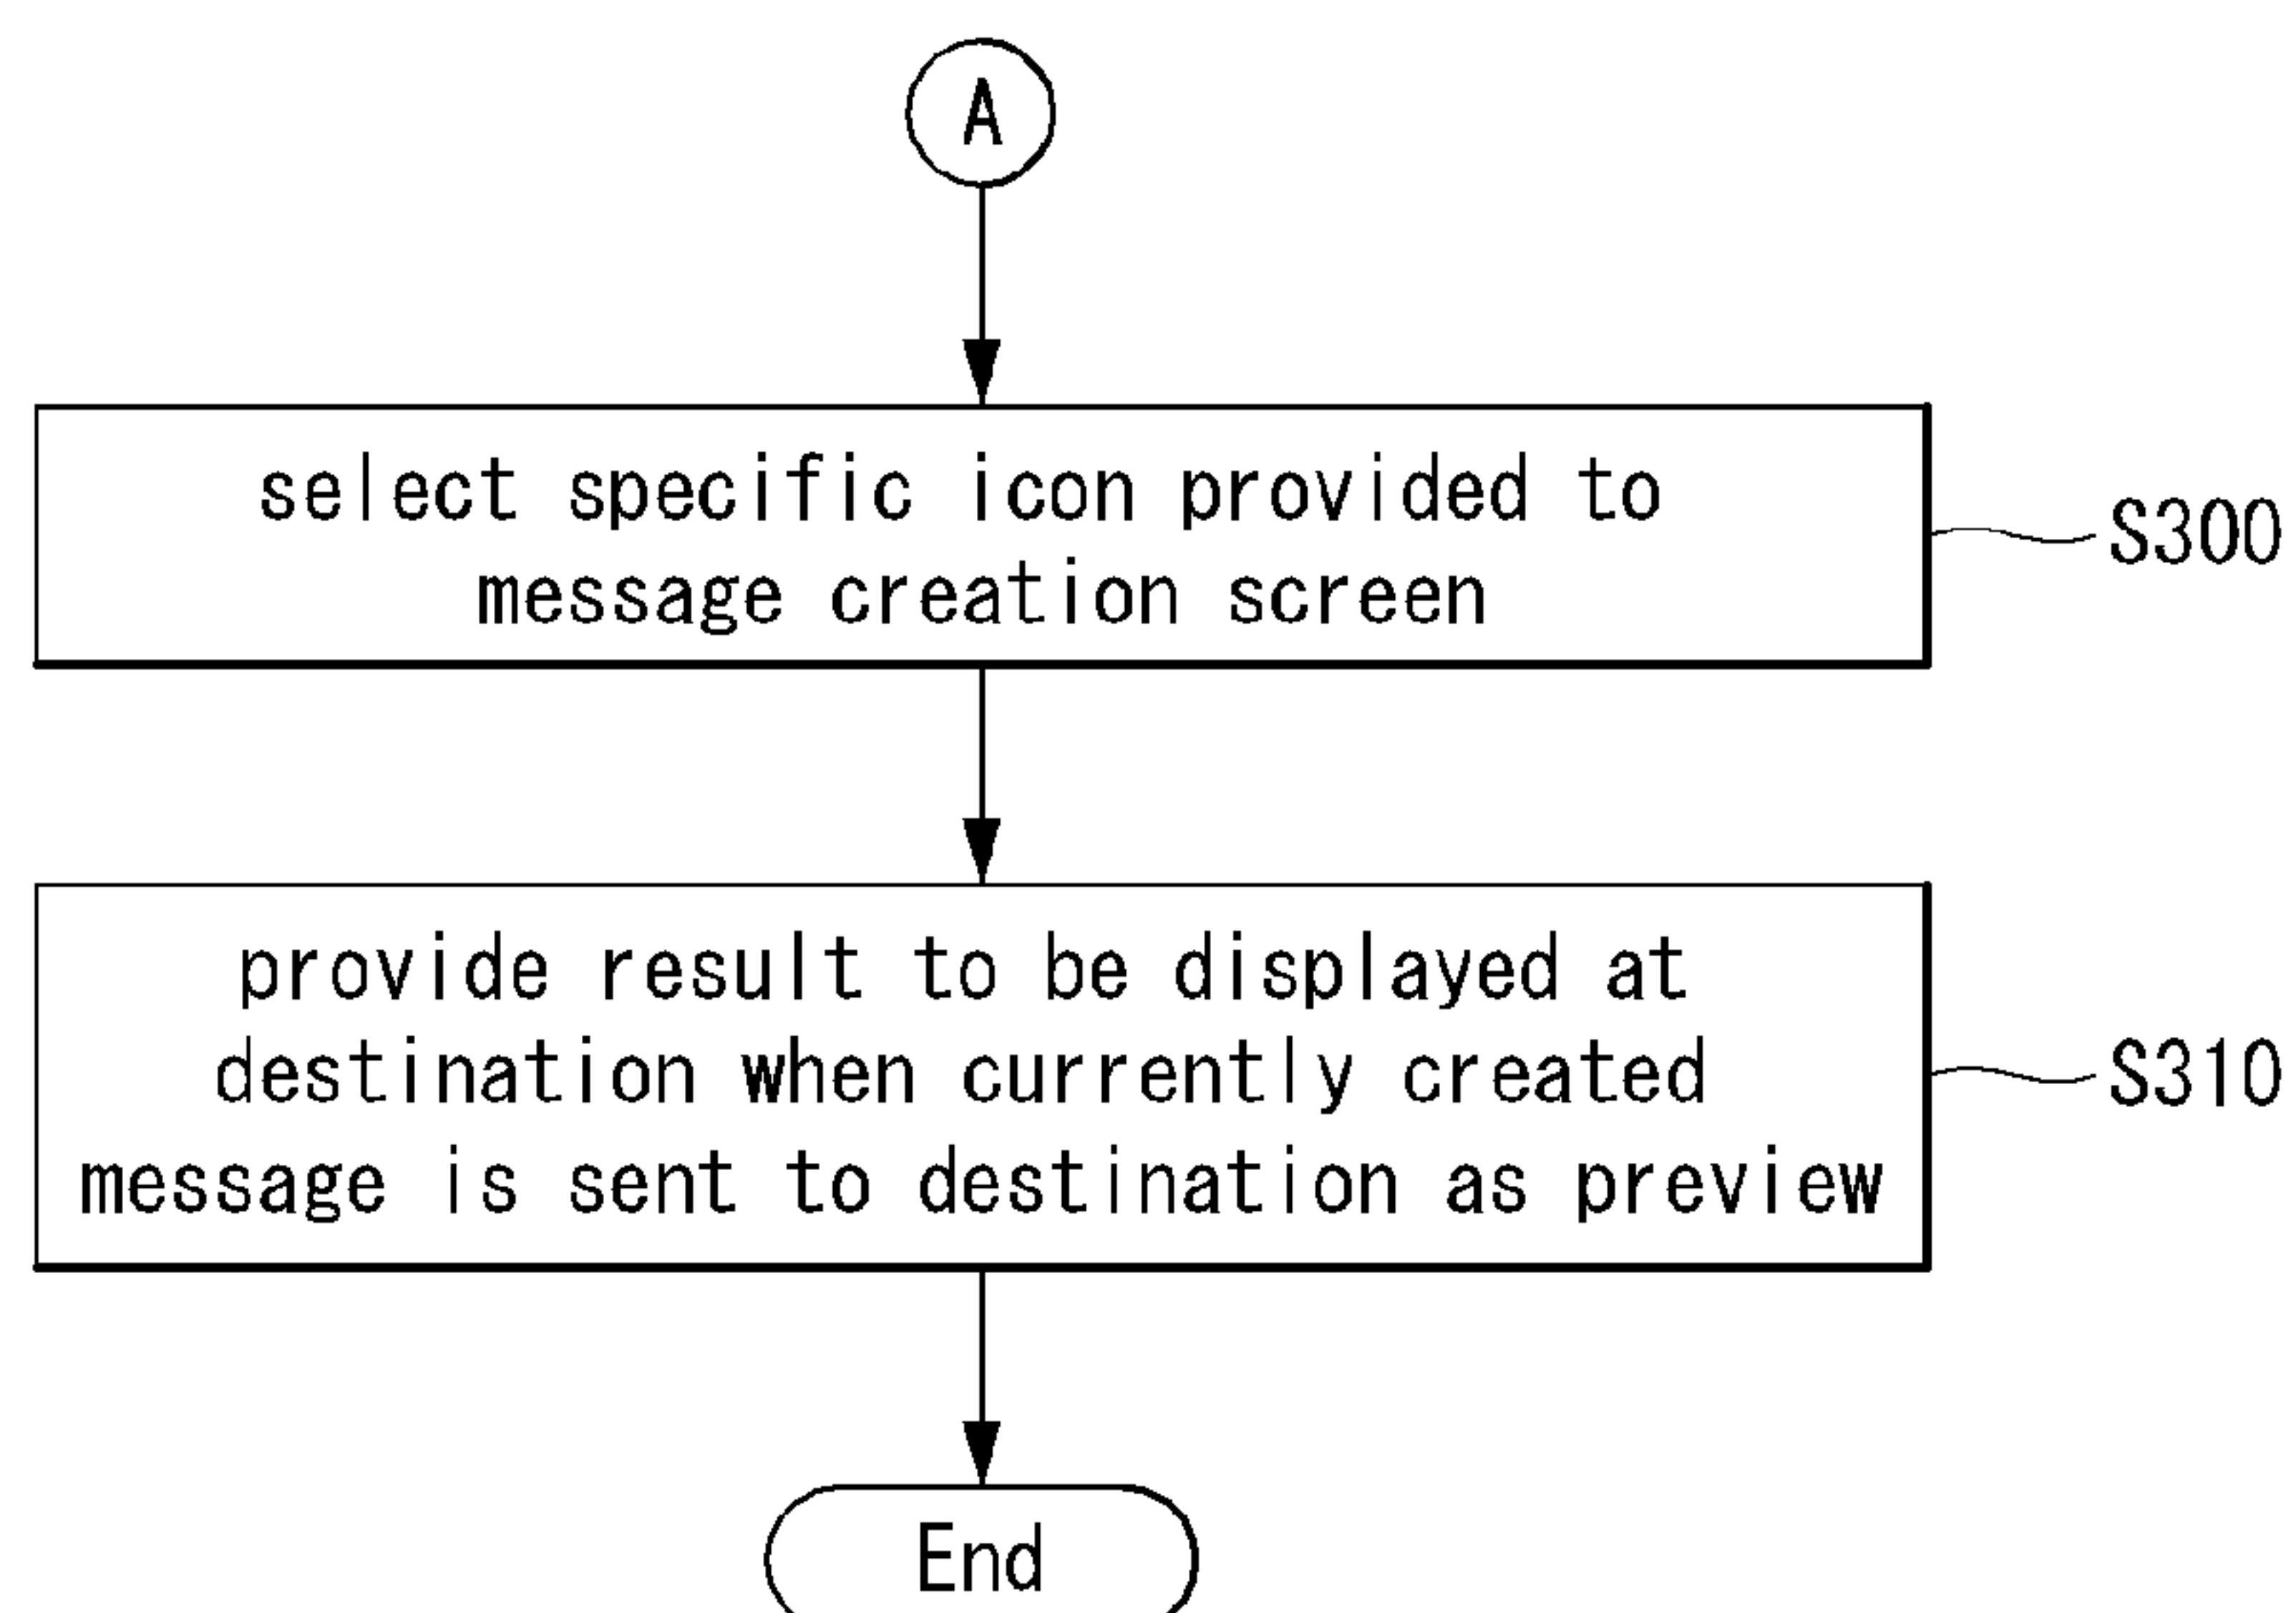 A
select specific icon provided to
message creation screen
S300
provide result to be displayed at
destination when currently created
message is sent to destination as preview
S310
End